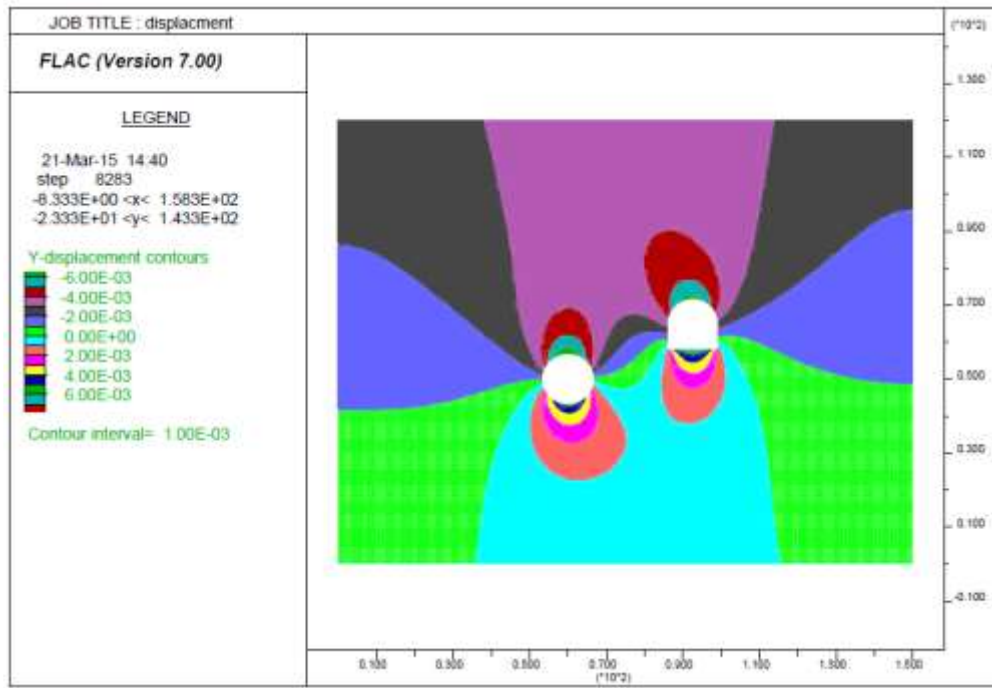 JOB TITLE : displacment
(*10^2)
FLAC (Version 7.00)
LEGEND
21-Mar-15 14:40
step 8283
-8.333E+00 <x< 1.583E+02
-2.333E+01 <y< 1.433E+02
Y-displacement contours
-6.00E-03
-4.00E-03
-2.00E-03
0.00E+00
2.00E-03
4.00E-03
6.00E-03
Contour interval= 1.00E-03
1.300
1.100
0.900
0.700
0.500
0.300
0.100
-0.100
0.100 0.300 0.500 0.700 0.900 1.100 1.300 1.500
(*10^2)